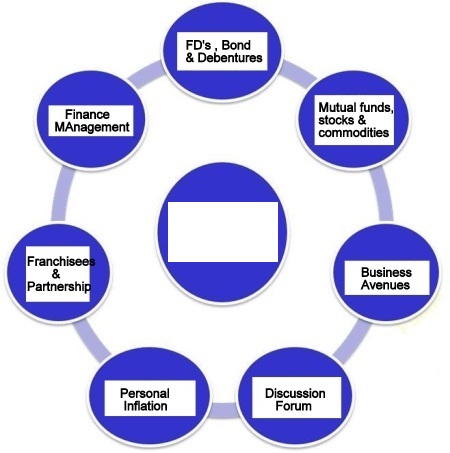 FD's , Bond
& Debentures
Mutual funds,
stocks &
commodities
Business
Avenues
Discussion
Forum
Personal
Inflation
Franchisees
&
Partnership
Finance
MAnagement